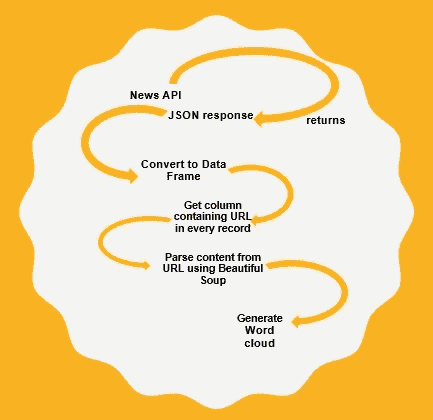 News API
JSON response
returns
Convert to Data
Frame
Get column
containing URL
in every record
Parse content from
URL using Beautiful
Soup
Generate
Word
cloud